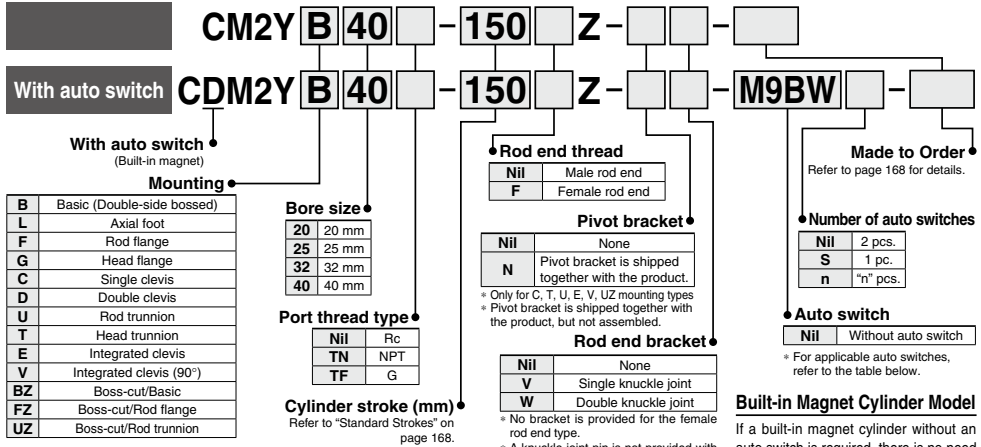 CM2Y B 40 – 150 Z – –
With auto switch CDM2Y B 40 – 150 Z – – M9BW –
With auto switch
(Built-in magnet)
Mounting
B Basic (Double-side bossed)
L Axial foot
F Rod flange
G Head flange
C Single clevis
D Double clevis
U Rod trunnion
T Head trunnion
E Integrated clevis
V Integrated clevis (90°)
BZ Boss-cut/Basic
FZ Boss-cut/Rod flange
UZ Boss-cut/Rod trunnion
Bore size
20 20 mm
25 25 mm
32 32 mm
40 40 mm
Port thread type
Nil Rc
TN NPT
TF G
Cylinder stroke (mm)
Refer to “Standard Strokes” on
page 168.
Rod end thread
Nil Male rod end
F Female rod end
Pivot bracket
Nil None
N Pivot bracket is shipped
together with the product.
∗ Only for C, T, U, E, V, UZ mounting types
∗ Pivot bracket is shipped together with
the product, but not assembled.
Rod end bracket
Nil None
V Single knuckle joint
W Double knuckle joint
∗ No bracket is provided for the female
rod end type.
∗ A knuckle joint pin is not provided with
Made to Order
Refer to page 168 for details.
Number of auto switches
Nil 2 pcs.
S 1 pc.
n “n” pcs.
Auto switch
Nil Without auto switch
∗ For applicable auto switches,
refer to the table below.
Built-in Magnet Cylinder Model
If a built-in magnet cylinder without an
auto switch is required, there is no need